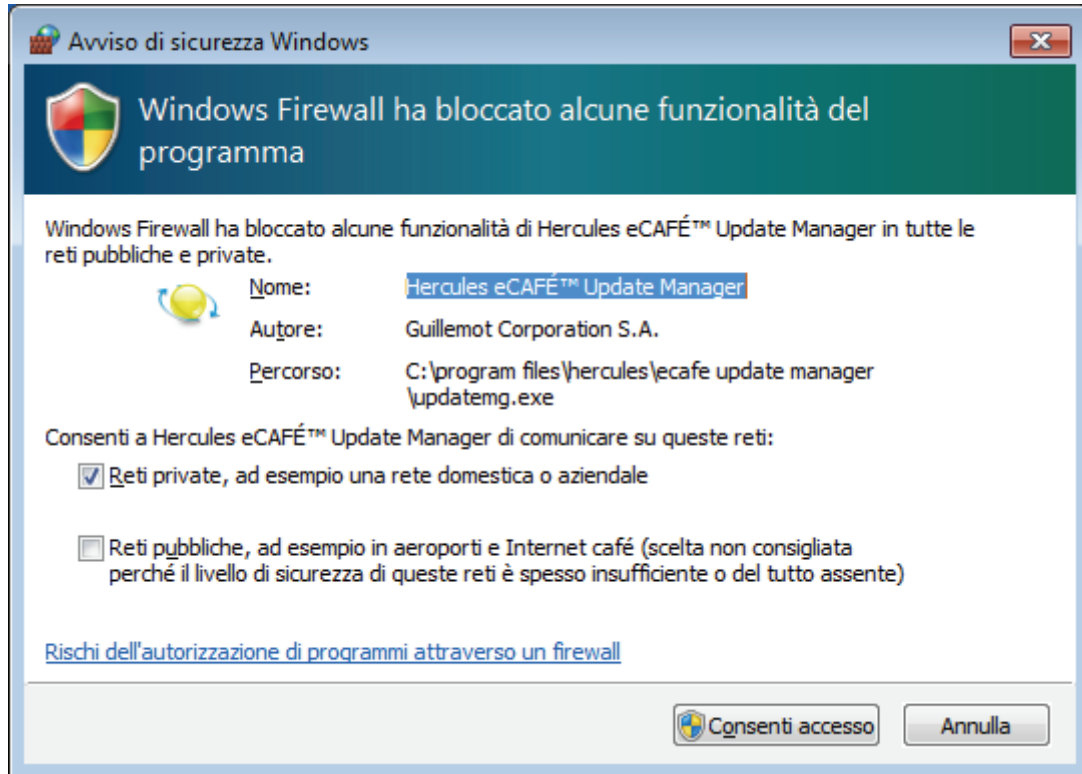 Avviso di sicurezza Windows
Windows Firewall ha bloccato alcune funzionalità del
programma
Windows Firewall ha bloccato alcune funzionalità di Hercules eCAFÉ™ Update Manager in tutte le
reti pubbliche e private.
Nome: Hercules eCAFÉ™ Update Manager
Autore: Guillemot Corporation S.A.
Percorso: C:\program files\hercules\ecafe update manager
\updatemg.exe
Consenti a Hercules eCAFÉ™ Update Manager di comunicare su queste reti:
Reti private, ad esempio una rete domestica o aziendale
Reti pubbliche, ad esempio in aeroporti e Internet café (scelta non consigliata
perché il livello di sicurezza di queste reti è spesso insufficiente o del tutto assente)
Rischi dell'autorizzazione di programmi attraverso un firewall
Consenti accesso Annulla